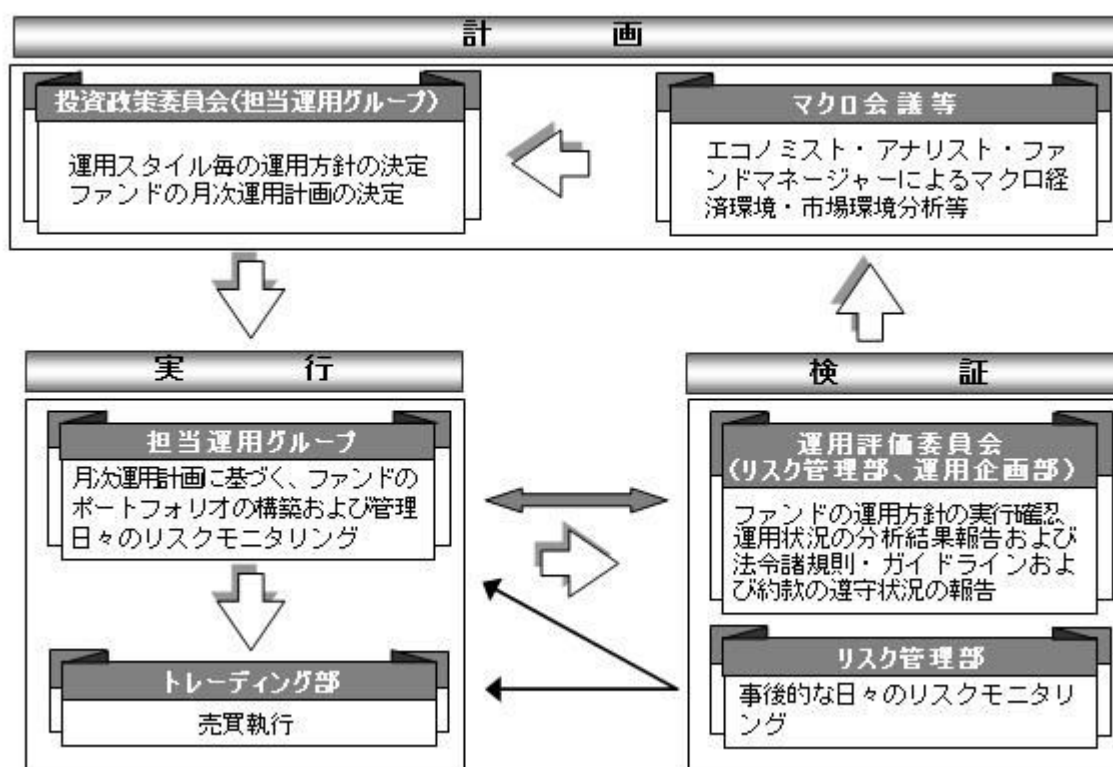 計画
投資政策委員会(担当運用グループ)
運用スタイル毎の運用方針の決定
ファンドの月次運用計画の決定
マクロ会議等
エコノミスト・アナリスト・ファ
ンドマネージャーによるマクロ経
済環境・市場環境分析等
実行
担当運用グループ
月次運用計画に基づく、ファンドの
ポートフォリオの構築および管理
日々のリスクモニタリング
トレーディング部
売買執行
検証
運用評価委員会
(リスク管理部、運用企画部)
ファンドの運用方針の実行確認、
運用状況の分析結果報告および
法令諸規則・ガイドラインおよ
び約款の遵守状況の報告
リスク管理部
事後的な日々のリスクモニタリ
ング